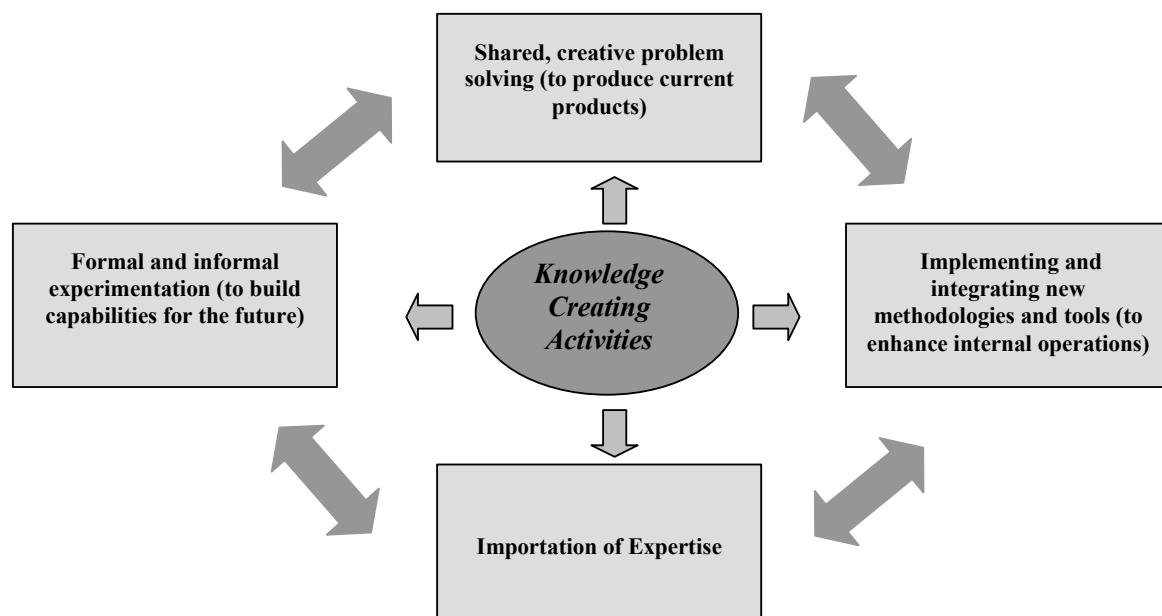 Shared, creative problem
solving (to produce current
products)
Formal and informal
experimentation (to build
capabilities for the future)
Knowledge
Creating
Activities
Implementing and
integrating new
methodologies and tools (to
enhance internal operations)
Importation of Expertise